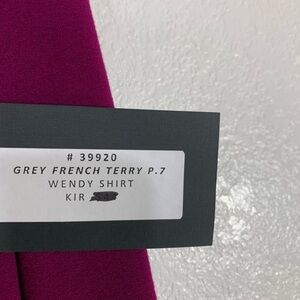 # 39920
GREY FRENCH TERRY P.7
WENDY SHIRT
KIR